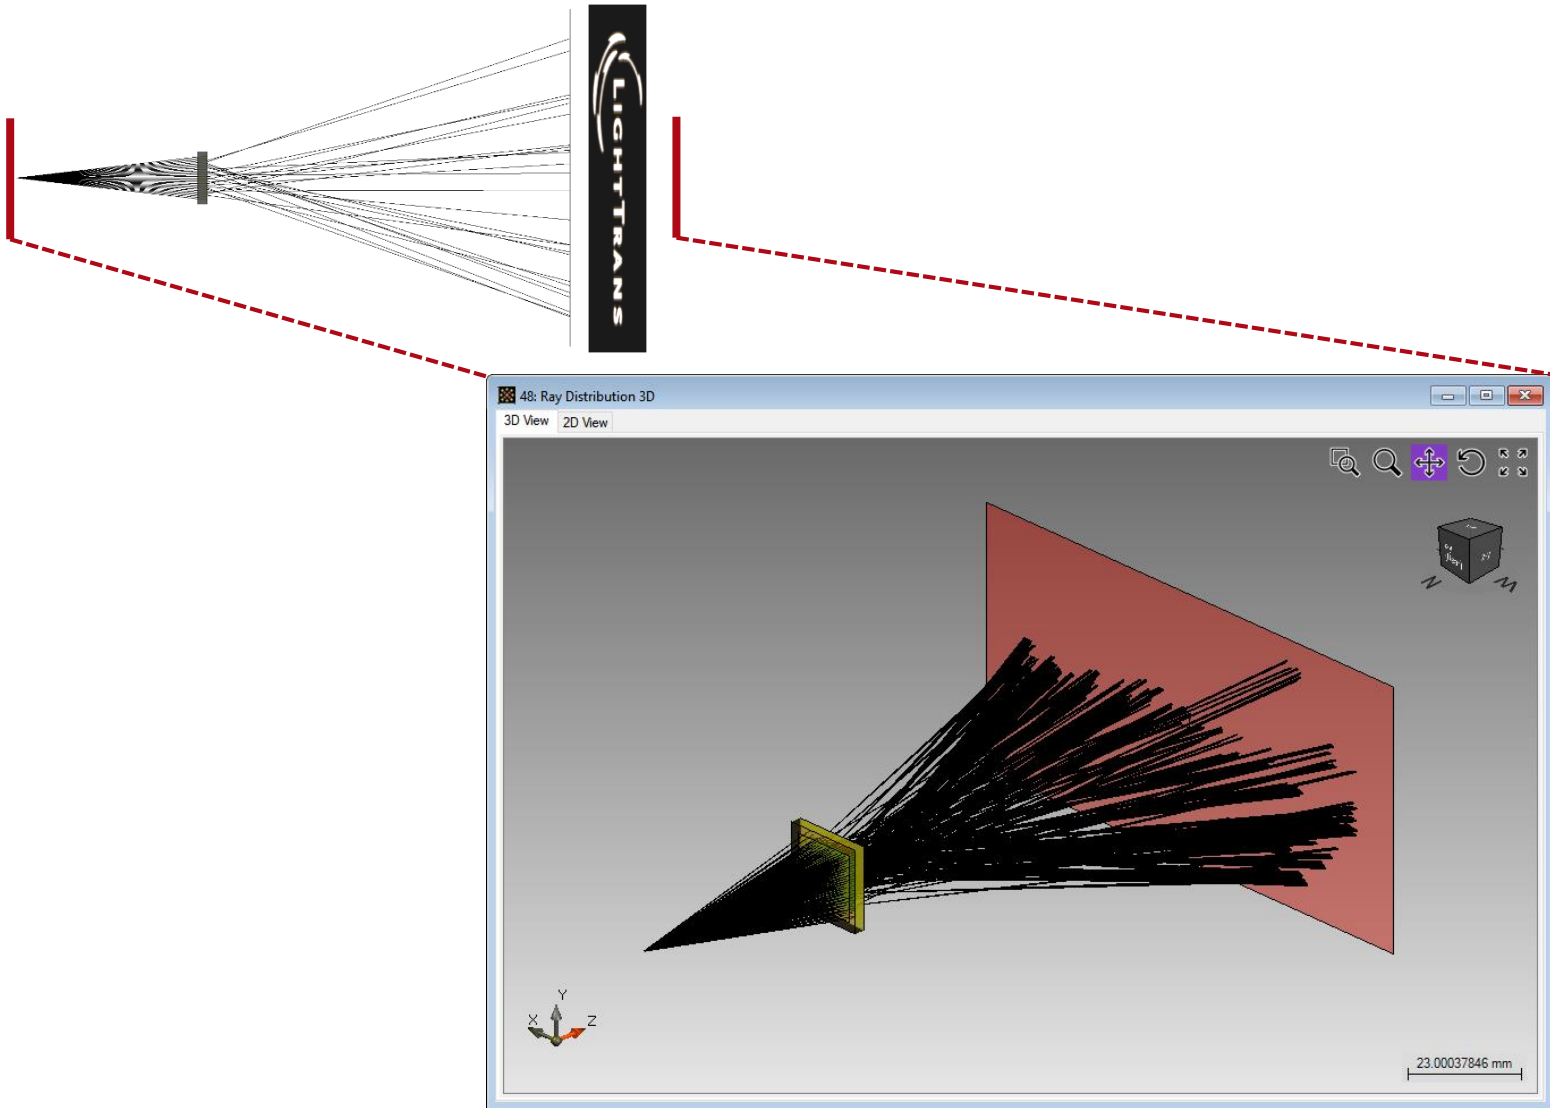 LIGHTTRANS
48: Ray Distribution 3D
3D View
2D View
Y
X
Z
23.00037846 mm